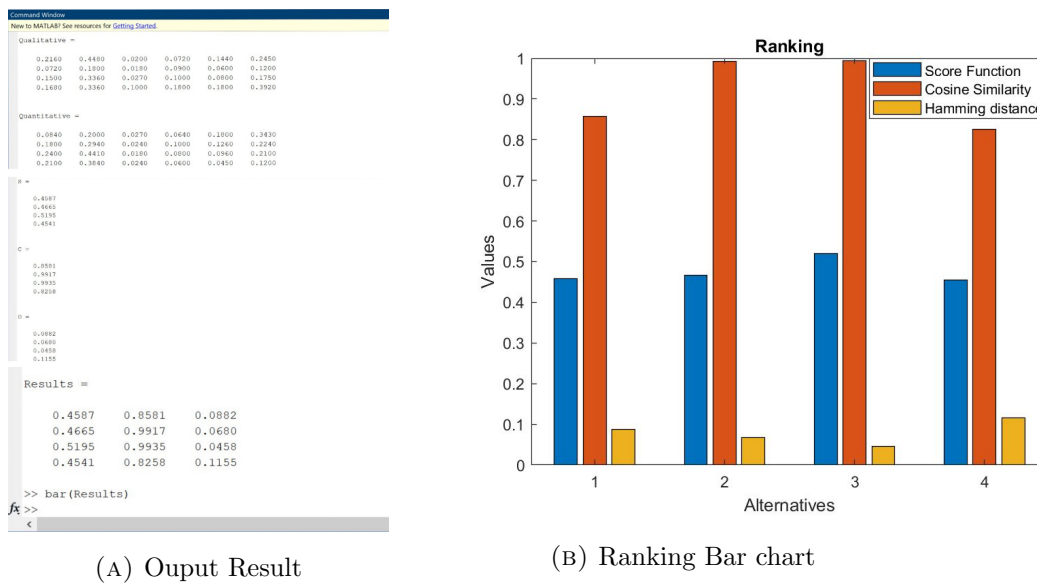 Command Window
New to MATLAB? See resources for Getting Started.
Qualitative =
0.2160 0.4480 0.0200 0.0720 0.1440 0.2450
0.0720 0.1800 0.0180 0.0900 0.0600 0.1200
0.1500 0.3360 0.0270 0.1000 0.0800 0.1750
0.1680 0.3360 0.1000 0.1800 0.1800 0.3920
Quantitative =
0.0840 0.2000 0.0270 0.0640 0.1800 0.3430
0.1800 0.2940 0.0240 0.1000 0.1260 0.2240
0.2400 0.4410 0.0180 0.0800 0.0960 0.2100
0.2100 0.3840 0.0240 0.0600 0.0450 0.1200
=
0.4587
0.4665
0.5195
0.4541
C =
0.8581
0.9917
0.9935
0.8258
=
0.0882
0.0680
0.0458
0.1155
Results =
0.4587 0.8581 0.0882
0.4665 0.9917 0.0680
0.5195 0.9935 0.0458
0.4541 0.8258 0.1155
>> bar(Results)
fx >>
(A) Ouput Result
Ranking
Score Function
Cosine Similarity
Hamming distance
1
0.9
0.8
0.7
0.6
0.5
0.4
0.3
0.2
0.1
0
Values
1 2 3 4
Alternatives
(B) Ranking Bar chart